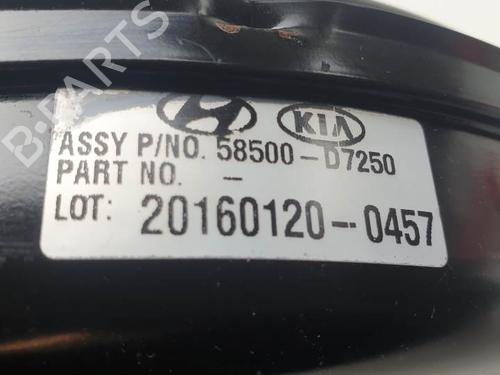 KIA
ASSY P/NO. 58500-D7250
PART NO. -
LOT: 20160120-0457
B-PARTS